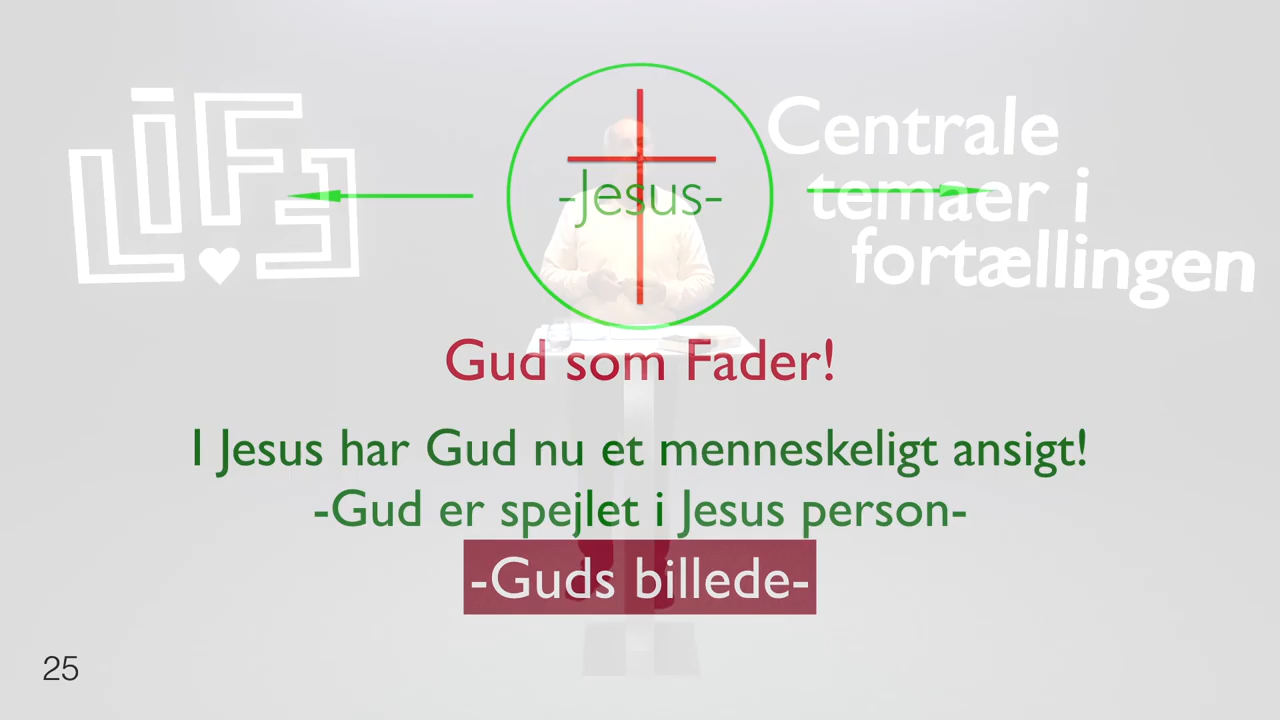 LiFE
-Jesus-
Centrale
temaer i
fortællingen
Gud som Fader!
I Jesus har Gud nu et menneskeligt ansigt!
-Gud er spejlet i Jesus person-
-Guds billede-
25